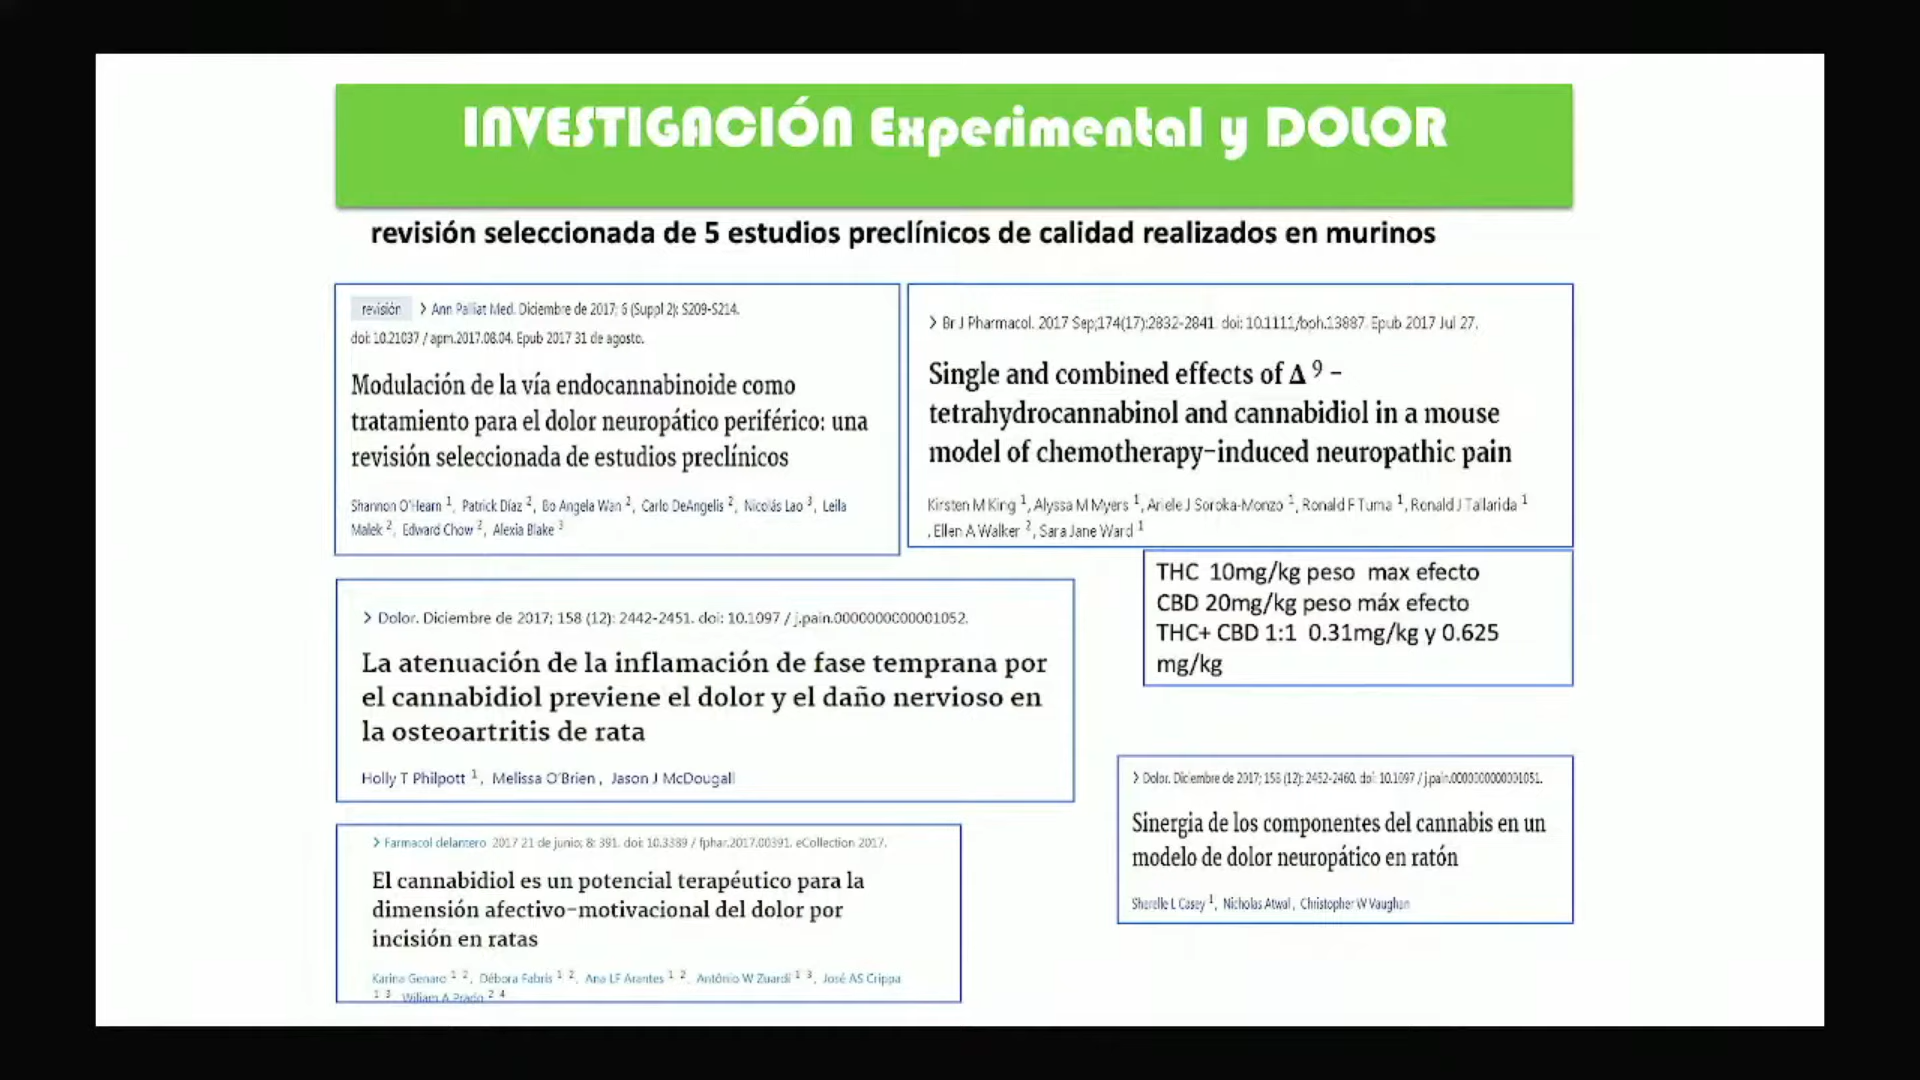 INVESTIGACIÓN Experimental y DOLOR
revisión seleccionada de 5 estudios preclínicos de calidad realizados en murinos
revisión > Ann Palliat Med. Diciembre de 2017; 6 (Suppl 2): S209-S214.
doi: 10.21037 / apm.2017.08.04. Epub 2017 31 de agosto.
Modulación de la vía endocannabinoide como
tratamiento para el dolor neuropático periférico: una
revisión seleccionada de estudios preclínicos
Shannon O'Hearn 1, Patrick Díaz 2, Bo Angela Wan 2, Carlo DeAngelis 2, Nicolás Lao 3, Leila
Malek 2, Edward Chow 2, Alexia Blake 3
> Br J Pharmacol. 2017 Sep;174(17):2832-2841. doi: 10.1111/bph.13887. Epub 2017 Jul 27.
Single and combined effects of Δ 9 -
tetrahydrocannabinol and cannabidiol in a mouse
model of chemotherapy-induced neuropathic pain
Kirsten M King 1, Alyssa M Myers 1, Ariele J Soroka-Monzo 1, Ronald F Tuma 1, Ronald J Tallarida 1
, Ellen A Walker 2, Sara Jane Ward 1
THC 10mg/kg peso max efecto
CBD 20mg/kg peso máx efecto
THC+ CBD 1:1 0.31mg/kg y 0.625
mg/kg
> Dolor. Diciembre de 2017; 158 (12): 2442-2451. doi: 10.1097 / j.pain.0000000000001052.
La atenuación de la inflamación de fase temprana por
el cannabidiol previene el dolor y el daño nervioso en
la osteoartritis de rata
Holly T Philpott 1, Melissa O'Brien, Jason J McDougall
> Dolor. Diciembre de 2017; 158 (12): 2452-2460. doi: 10.1097 / j.pain.0000000000001051.
Sinergia de los componentes del cannabis en un
modelo de dolor neuropático en ratón
Sherelle L Casey 1, Nicholas Atwal, Christopher W Vaughan
> Farmacol delantero 2017 21 de junio; 8: 391. doi: 10.3389 / fphar.2017.00391. eCollection 2017.
El cannabidiol es un potencial terapéutico para la
dimensión afectivo-motivacional del dolor por
incisión en ratas
Karina Genaro 1 2, Débora Fabris 1 2, Ana LF Arantes 1 2, Antônio W Zuardi 1 3, José AS Crippa
1 3, Wiliam A Prado 2 4